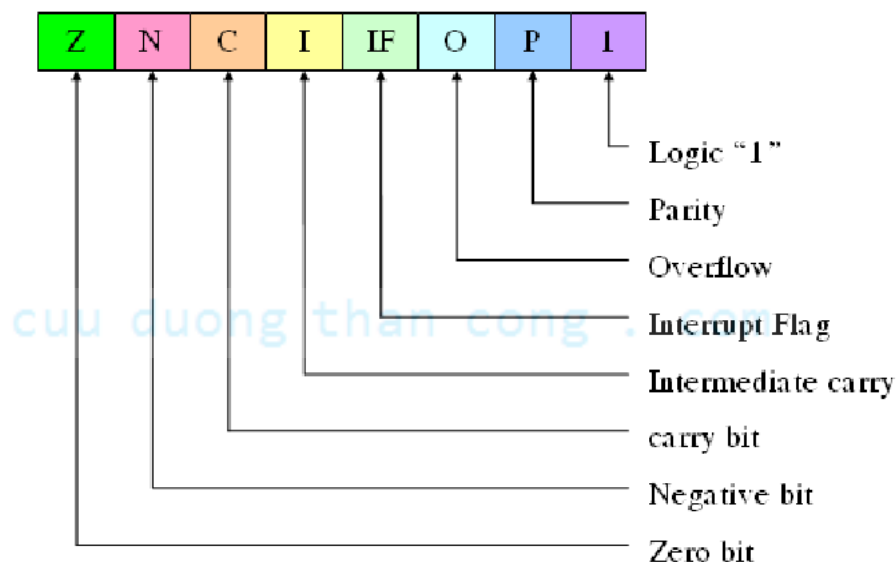 Z N C I IF O P 1
Logic “1”
Parity
Overflow
cuu duong than cong . com
Interrupt Flag
Intermediate carry
carry bit
Negative bit
Zero bit